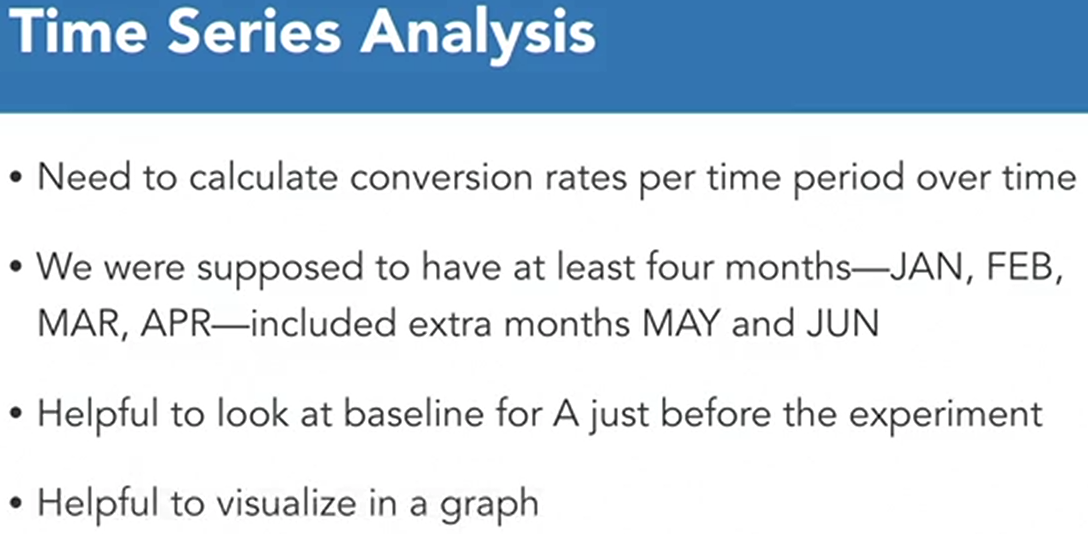 Time Series Analysis
• Need to calculate conversion rates per time period over time
• We were supposed to have at least four months—JAN, FEB,
MAR, APR—included extra months MAY and JUN
• Helpful to look at baseline for A just before the experiment
• Helpful to visualize in a graph